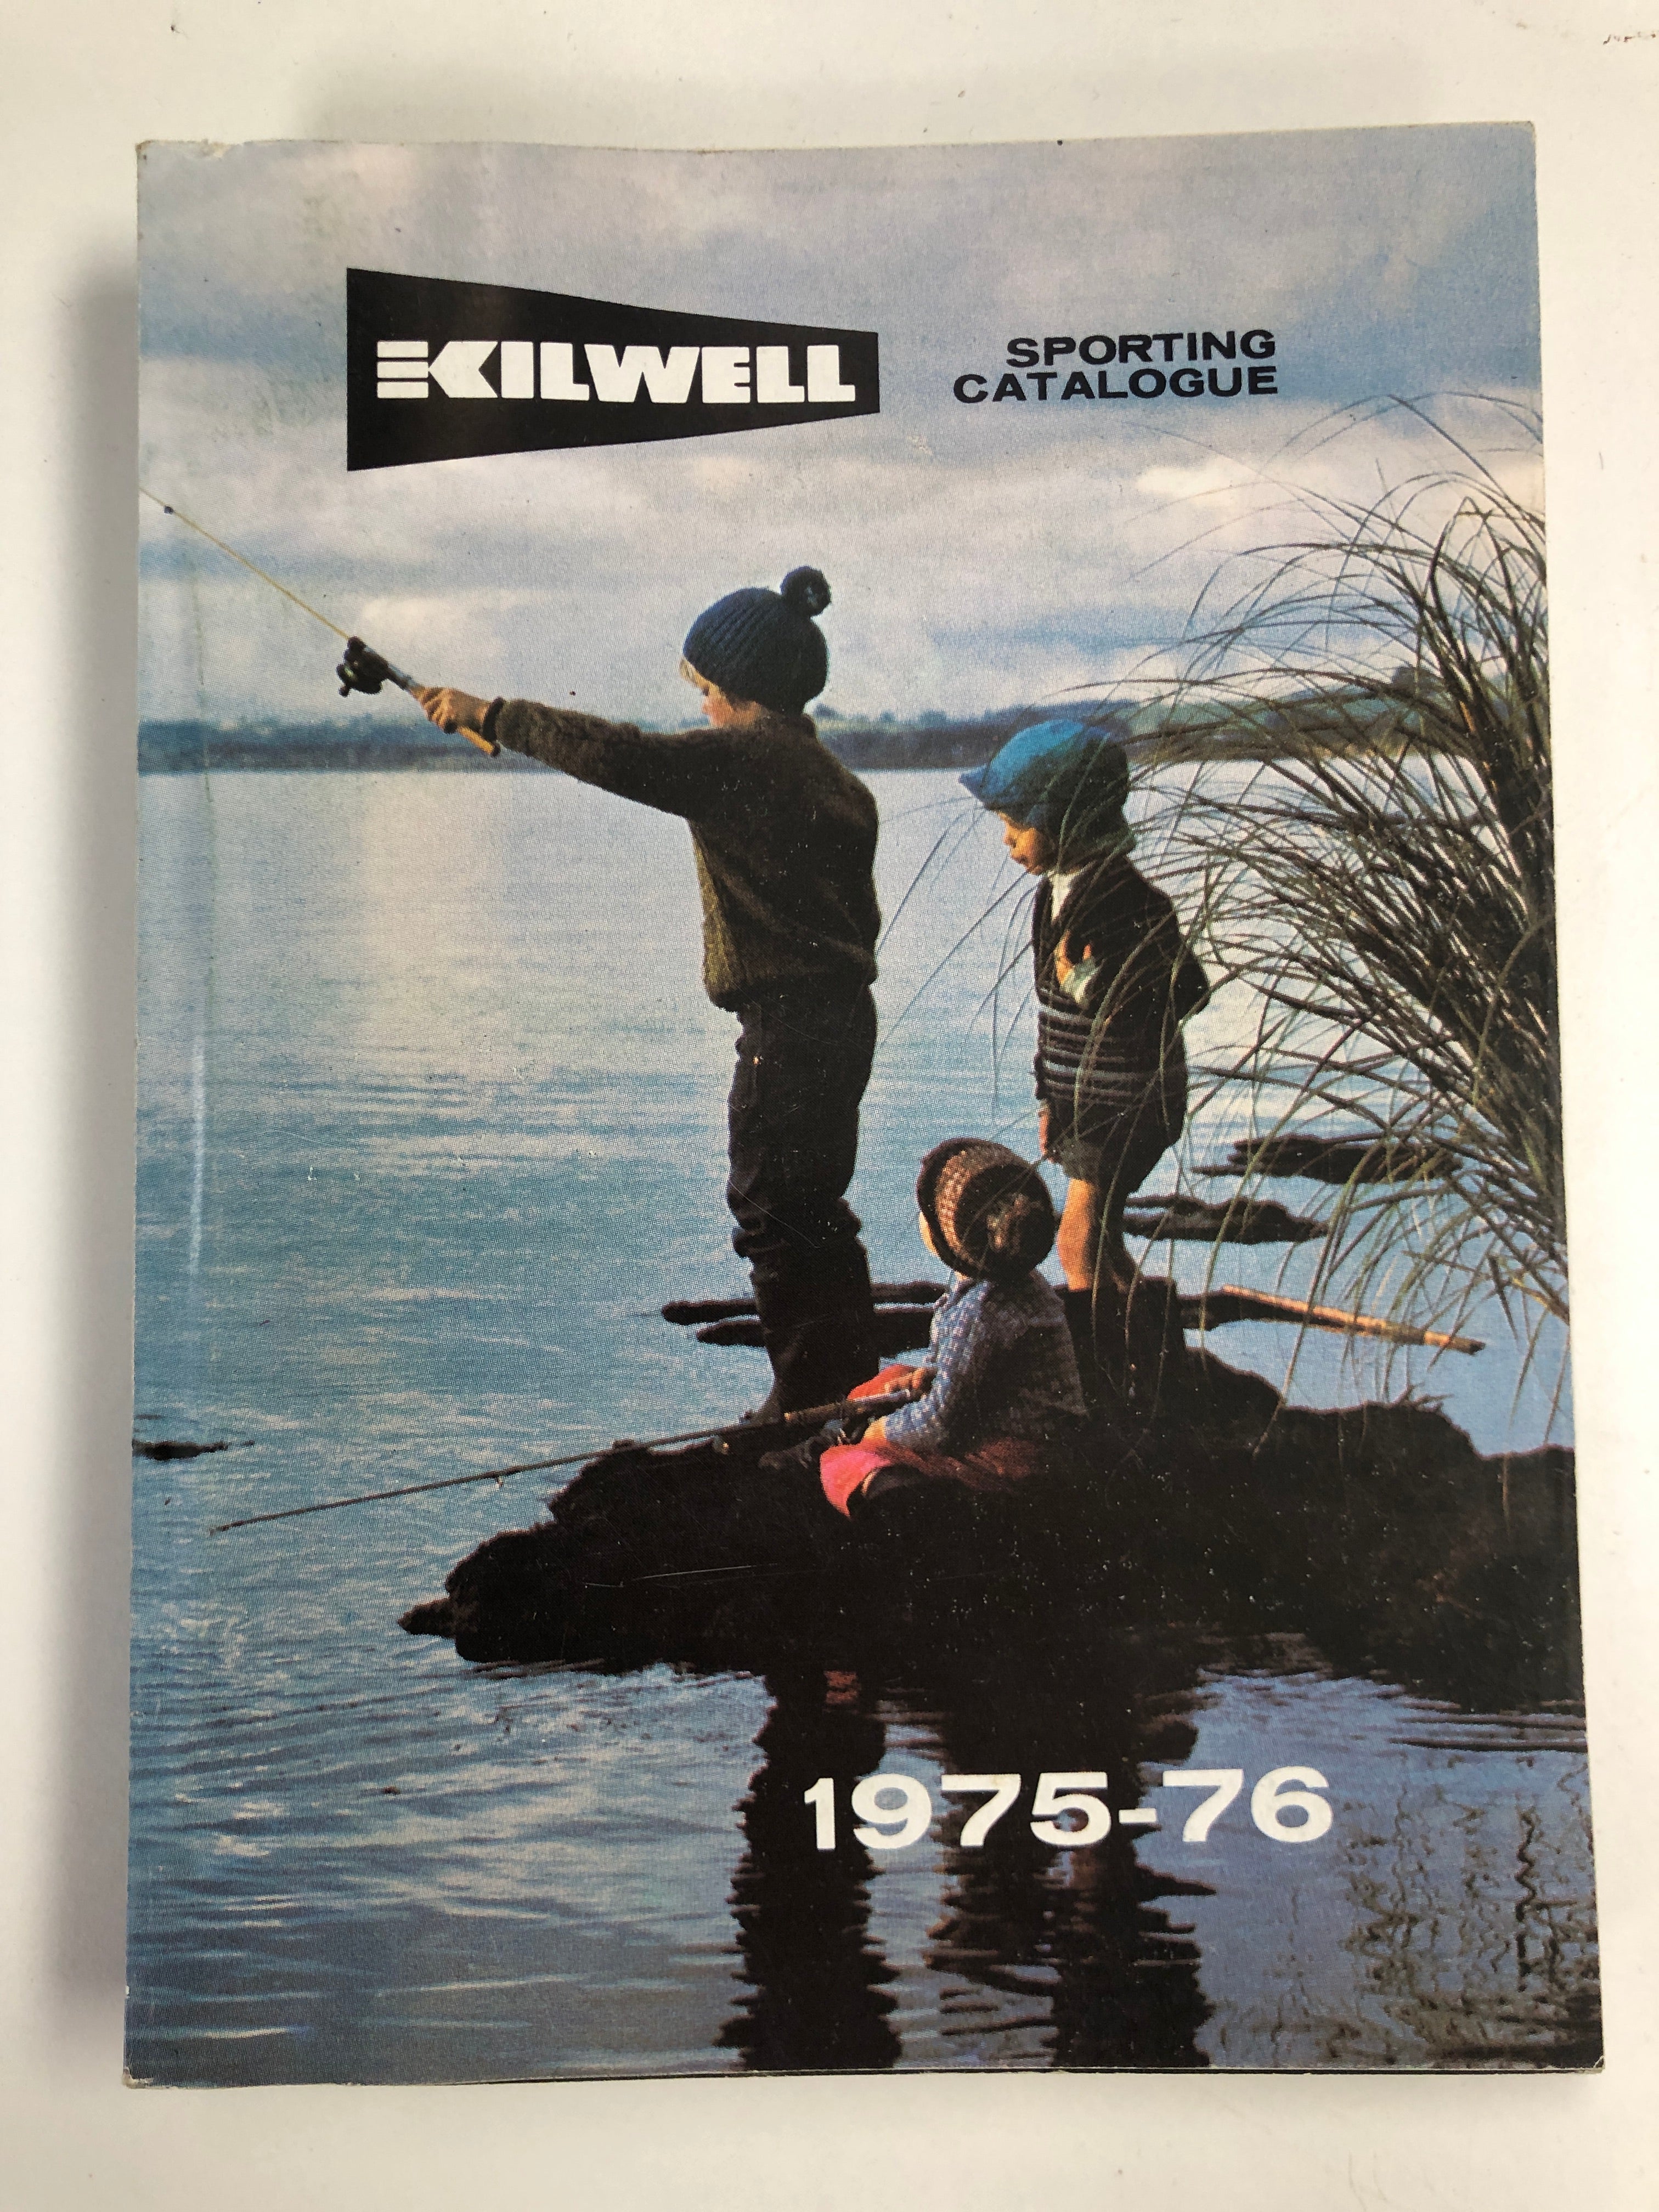 KILWELL
SPORTING
CATALOGUE
1975-76